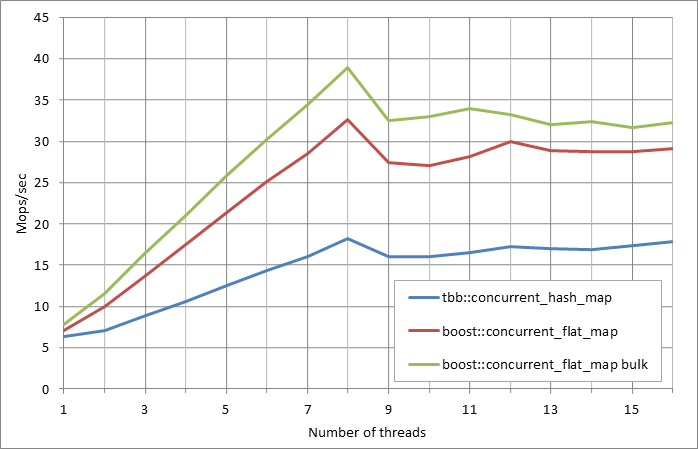 45
40
35
30
25
20
15
10
5
0
Mops/sec
tbb::concurrent_hash_map
boost::concurrent_flat_map
boost::concurrent_flat_map bulk
1 3 5 7 9 11 13 15
Number of threads